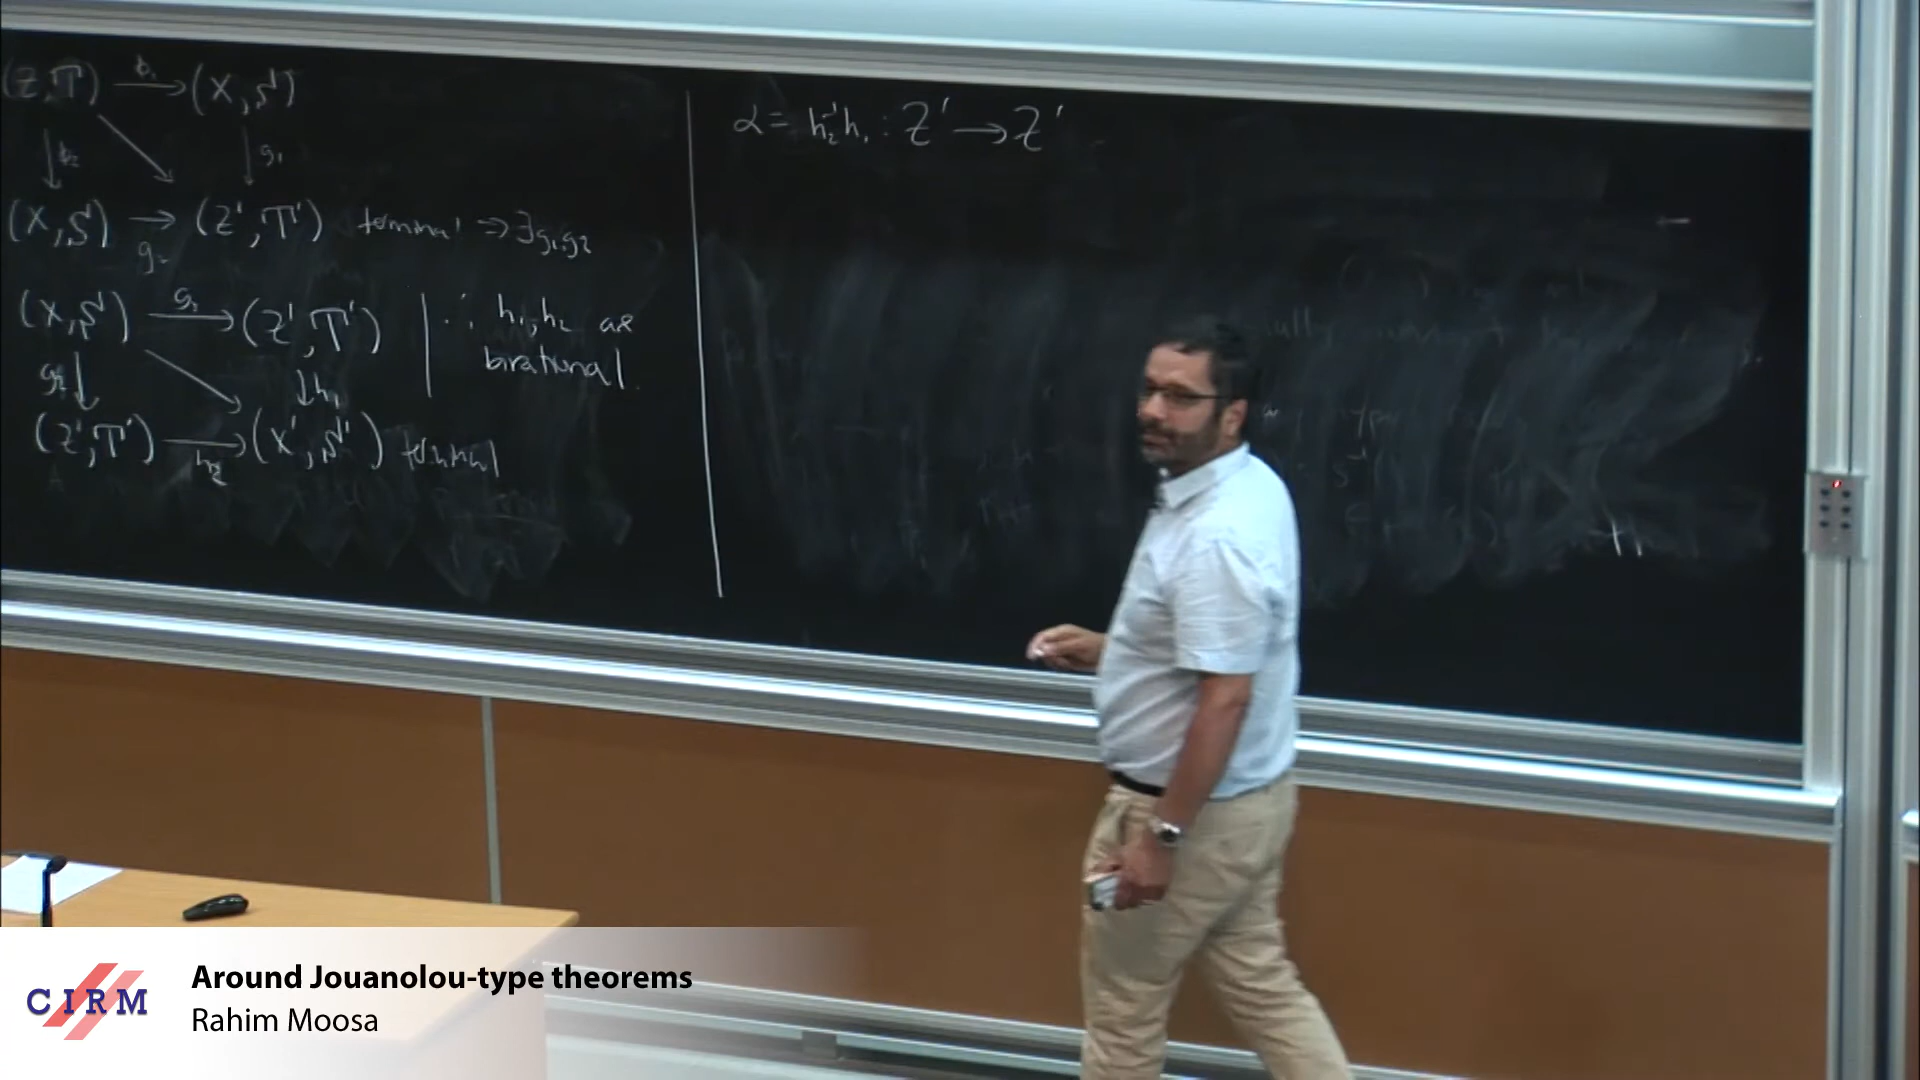 (Z,T) → (X,S)
g₁
(X,S) → (Z',T') terminal ⇒ ∃g₁,g₂
g₂
(X,S) g₁ → (Z',T') ∴ h₁,h₂ are
birational.
g₂ ↓ ↓ h₁
(Z',T') → (X',S') terminal
h₂
α = h₂⁻¹h₁ : Z' → Z'
CIRM
Around Jouanolou-type theorems
Rahim Moosa